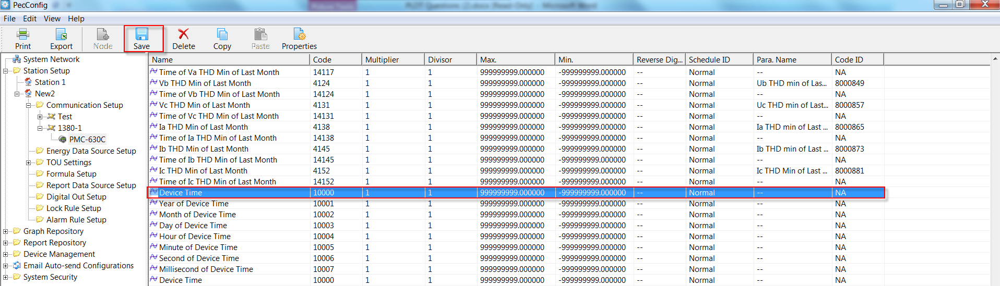 PecConfig
PLDT Questions (2).docx [Read-Only] - Microsoft Word
File Edit View Help
Print Export Node Save Delete Copy Paste Properties
System Network
Station Setup
Station 1
New2
Communication Setup
Test
1380-1
PMC-630C
Energy Data Source Setup
TOU Settings
Formula Setup
Report Data Source Setup
Digital Out Setup
Lock Rule Setup
Alarm Rule Setup
Graph Repository
Report Repository
Device Management
Email Auto-send Configurations
System Security
Name Code Multiplier Divisor Max. Min. Reverse Dig... Schedule ID Para. Name Code ID
Time of Va THD Min of Last Month 14117 1 1 999999999.000000 -999999999.000000 -- Normal -- NA
Vb THD Min of Last Month 4124 1 1 999999999.000000 -999999999.000000 -- Normal Ub THD min of Las... 8000849
Time of Vb THD Min of Last Month 14124 1 1 999999999.000000 -999999999.000000 -- Normal -- NA
Vc THD Min of Last Month 4131 1 1 999999999.000000 -999999999.000000 -- Normal Uc THD min of Last... 8000857
Time of Vc THD Min of Last Month 14131 1 1 999999999.000000 -999999999.000000 -- Normal -- NA
Ia THD Min of Last Month 4138 1 1 999999999.000000 -999999999.000000 -- Normal Ia THD min of Last ... 8000865
Time of Ia THD Min of Last Month 14138 1 1 999999999.000000 -999999999.000000 -- Normal -- NA
Ib THD Min of Last Month 4145 1 1 999999999.000000 -999999999.000000 -- Normal Ib THD min of Last ... 8000873
Time of Ib THD Min of Last Month 14145 1 1 999999999.000000 -999999999.000000 -- Normal -- NA
Ic THD Min of Last Month 4152 1 1 999999999.000000 -999999999.000000 -- Normal Ic THD Min of Last ... 8000881
Time of Ic THD Min of Last Month 14152 1 1 999999999.000000 -999999999.000000 -- Normal -- NA
Device Time 10000 1 1 999999999.000000 -999999999.000000 -- Normal -- NA
Year of Device Time 10001 1 1 999999999.000000 -999999999.000000 -- Normal -- NA
Month of Device Time 10002 1 1 999999999.000000 -999999999.000000 -- Normal -- NA
Day of Device Time 10003 1 1 999999999.000000 -999999999.000000 -- Normal -- NA
Hour of Device Time 10004 1 1 999999999.000000 -999999999.000000 -- Normal -- NA
Minute of Device Time 10005 1 1 999999999.000000 -999999999.000000 -- Normal -- NA
Second of Device Time 10006 1 1 999999999.000000 -999999999.000000 -- Normal -- NA
Millisecond of Device Time 10007 1 1 999999999.000000 -999999999.000000 -- Normal -- NA
Device Time 10000 1 1 999999999.000000 -999999999.000000 -- Normal -- NA